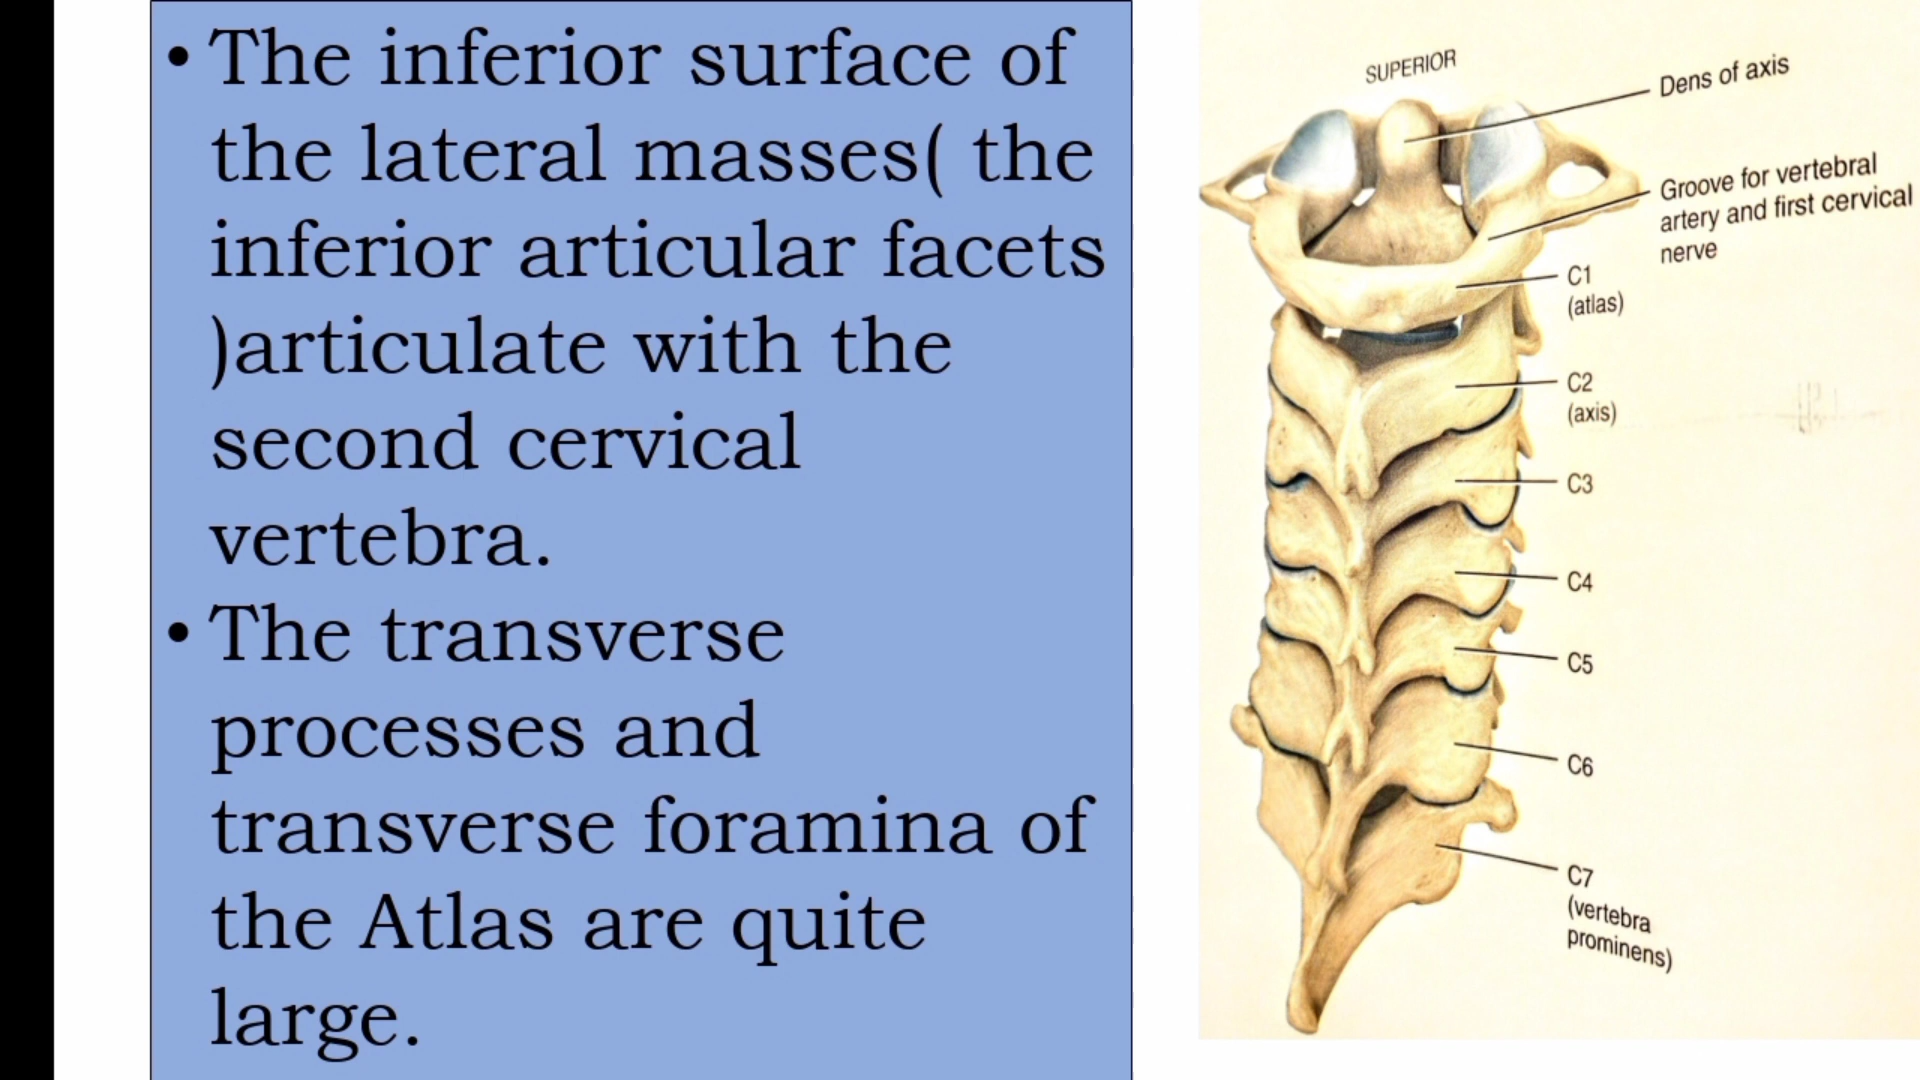 • The inferior surface of
the lateral masses( the
inferior articular facets
)articulate with the
second cervical
vertebra.
• The transverse
processes and
transverse foramina of
the Atlas are quite
large.
SUPERIOR
Dens of axis
Groove for vertebral
artery and first cervical
nerve
C1
(atlas)
C2
(axis)
C3
C4
C5
C6
C7
(vertebra
prominens)